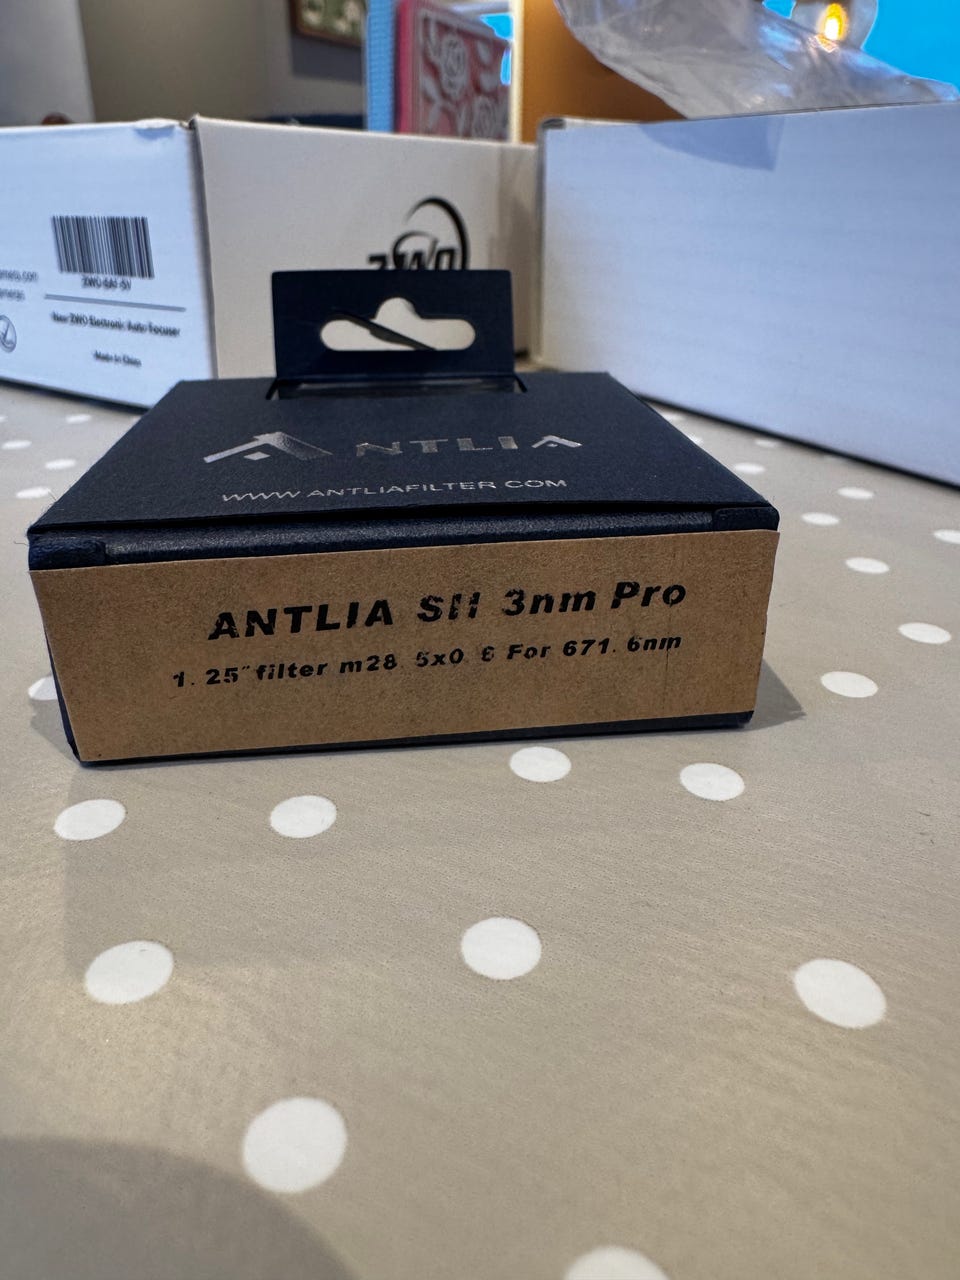 ZWO
New ZWO Electronic Auto Focuser
Made in China
ANTLIA
WWW ANTLIAFILTER COM
ANTLIA SII 3nm Pro
1. 25" filter m28. 5x0. 6 For 671. 6nm